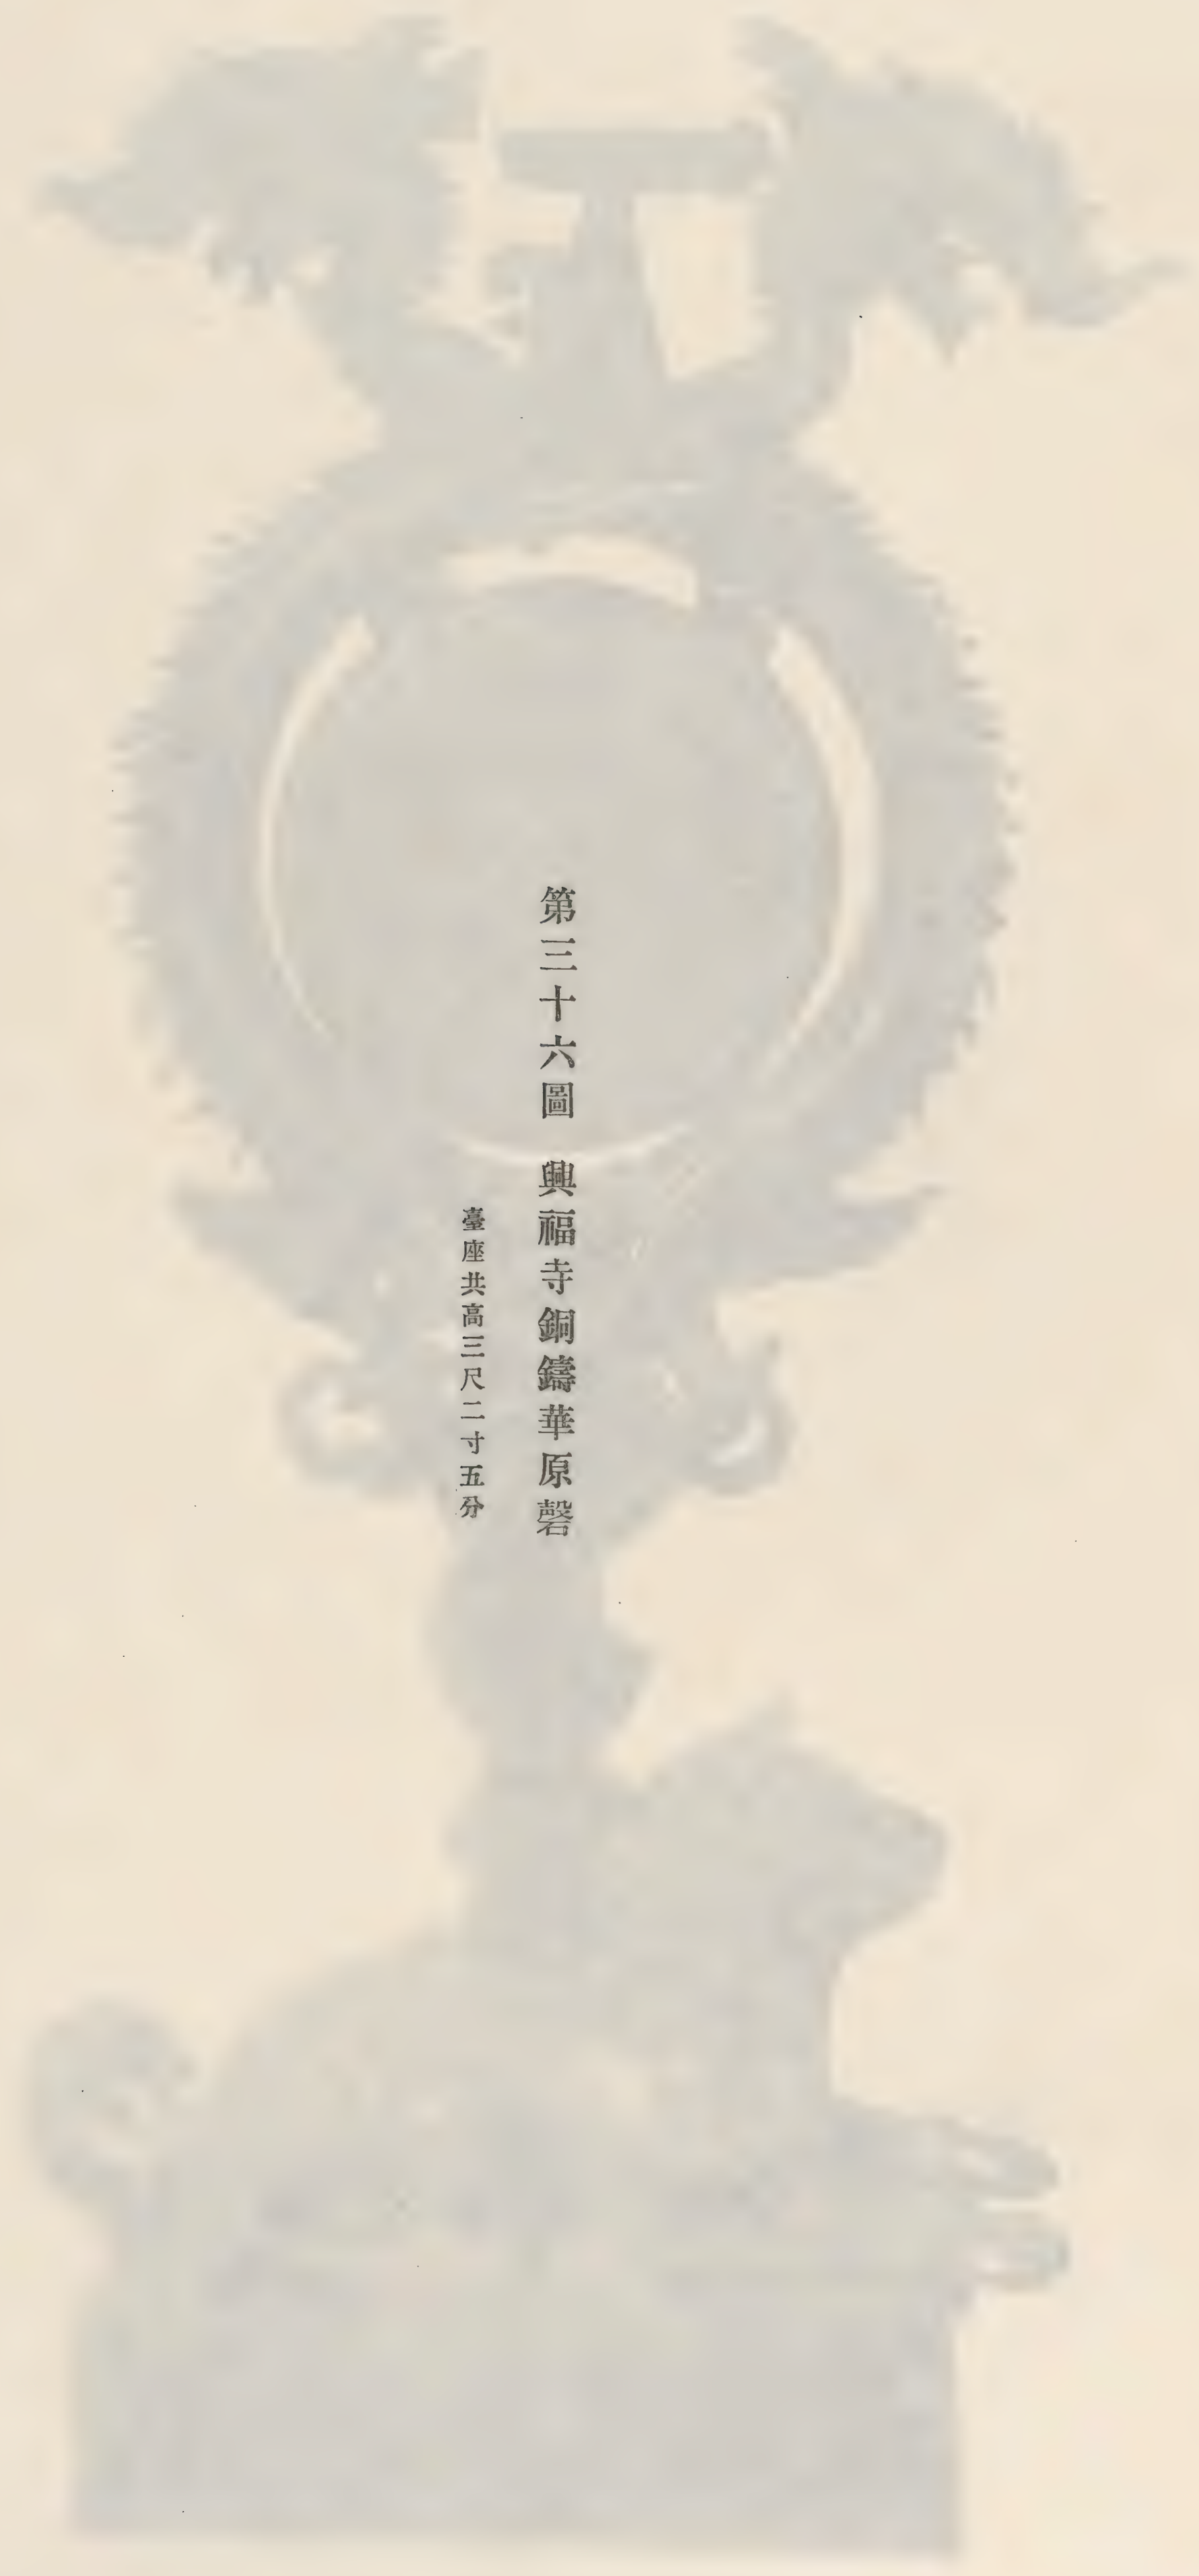 第三十六圖 興福寺銅鑄華原磬
臺座共高三尺二寸五分